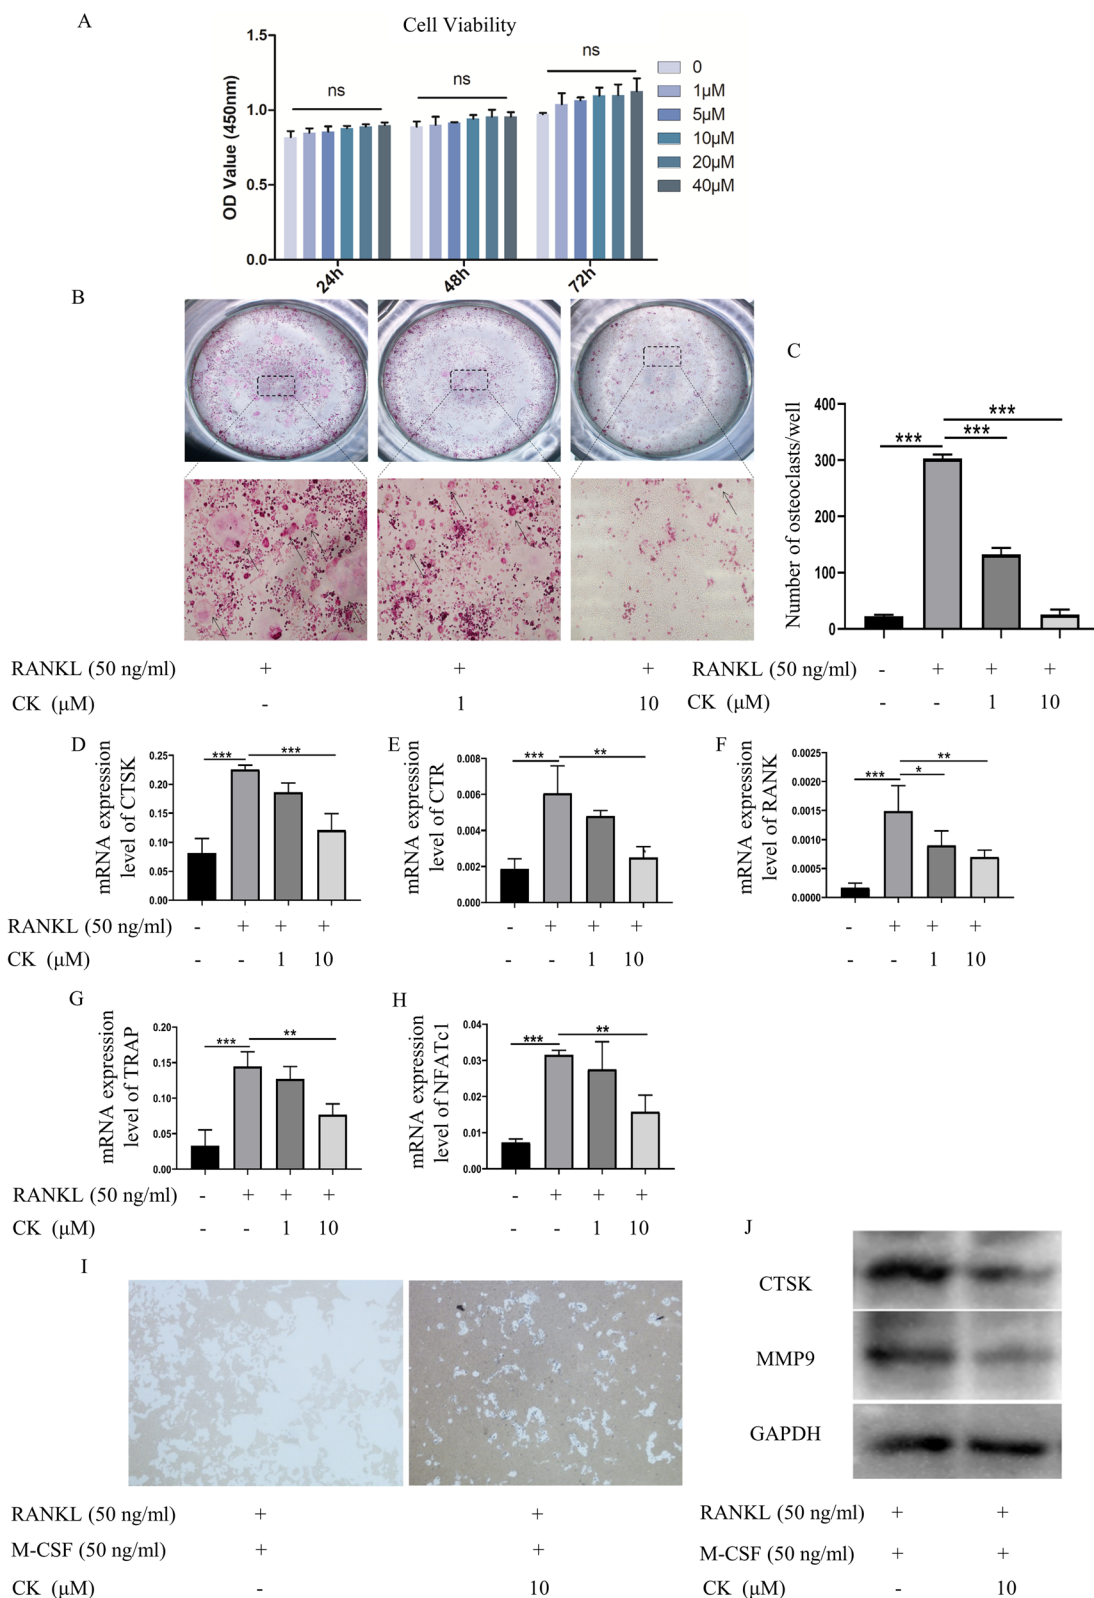 A
Cell Viability
OD Value (450nm)
1.5
1.0
0.5
0.0
ns
ns
ns
24h
48h
72h
0
1μM
5μM
10μM
20μM
40μM
B
RANKL (50 ng/ml) + + +
CK (μM) - 1 10
C
Number of osteoclasts/well
400
300
200
100
0
*** *** ***
RANKL (50 ng/ml) - + + +
CK (μM) - - 1 10
D
mRNA expression
level of CTSK
0.25
0.20
0.15
0.10
0.05
0.00
*** ***
RANKL (50 ng/ml) - + + +
CK (μM) - - 1 10
E
mRNA expression
level of CTR
0.008
0.006
0.004
0.002
0.000
*** **
- + + +
- - 1 10
F
mRNA expression
level of RANK
0.0025
0.0020
0.0015
0.0010
0.0005
0.0000
*** * **
- + + +
- - 1 10
G
mRNA expression
level of TRAP
0.20
0.15
0.10
0.05
0.00
*** **
RANKL (50 ng/ml) - + + +
CK (μM) - - 1 10
H
mRNA expression
level of NFATc1
0.04
0.03
0.02
0.01
0.00
*** **
- + + +
- - 1 10
I
RANKL (50 ng/ml) + +
M-CSF (50 ng/ml) + +
CK (μM) - 10
J
CTSK
MMP9
GAPDH
RANKL (50 ng/ml) + +
M-CSF (50 ng/ml) + +
CK (μM) - 10